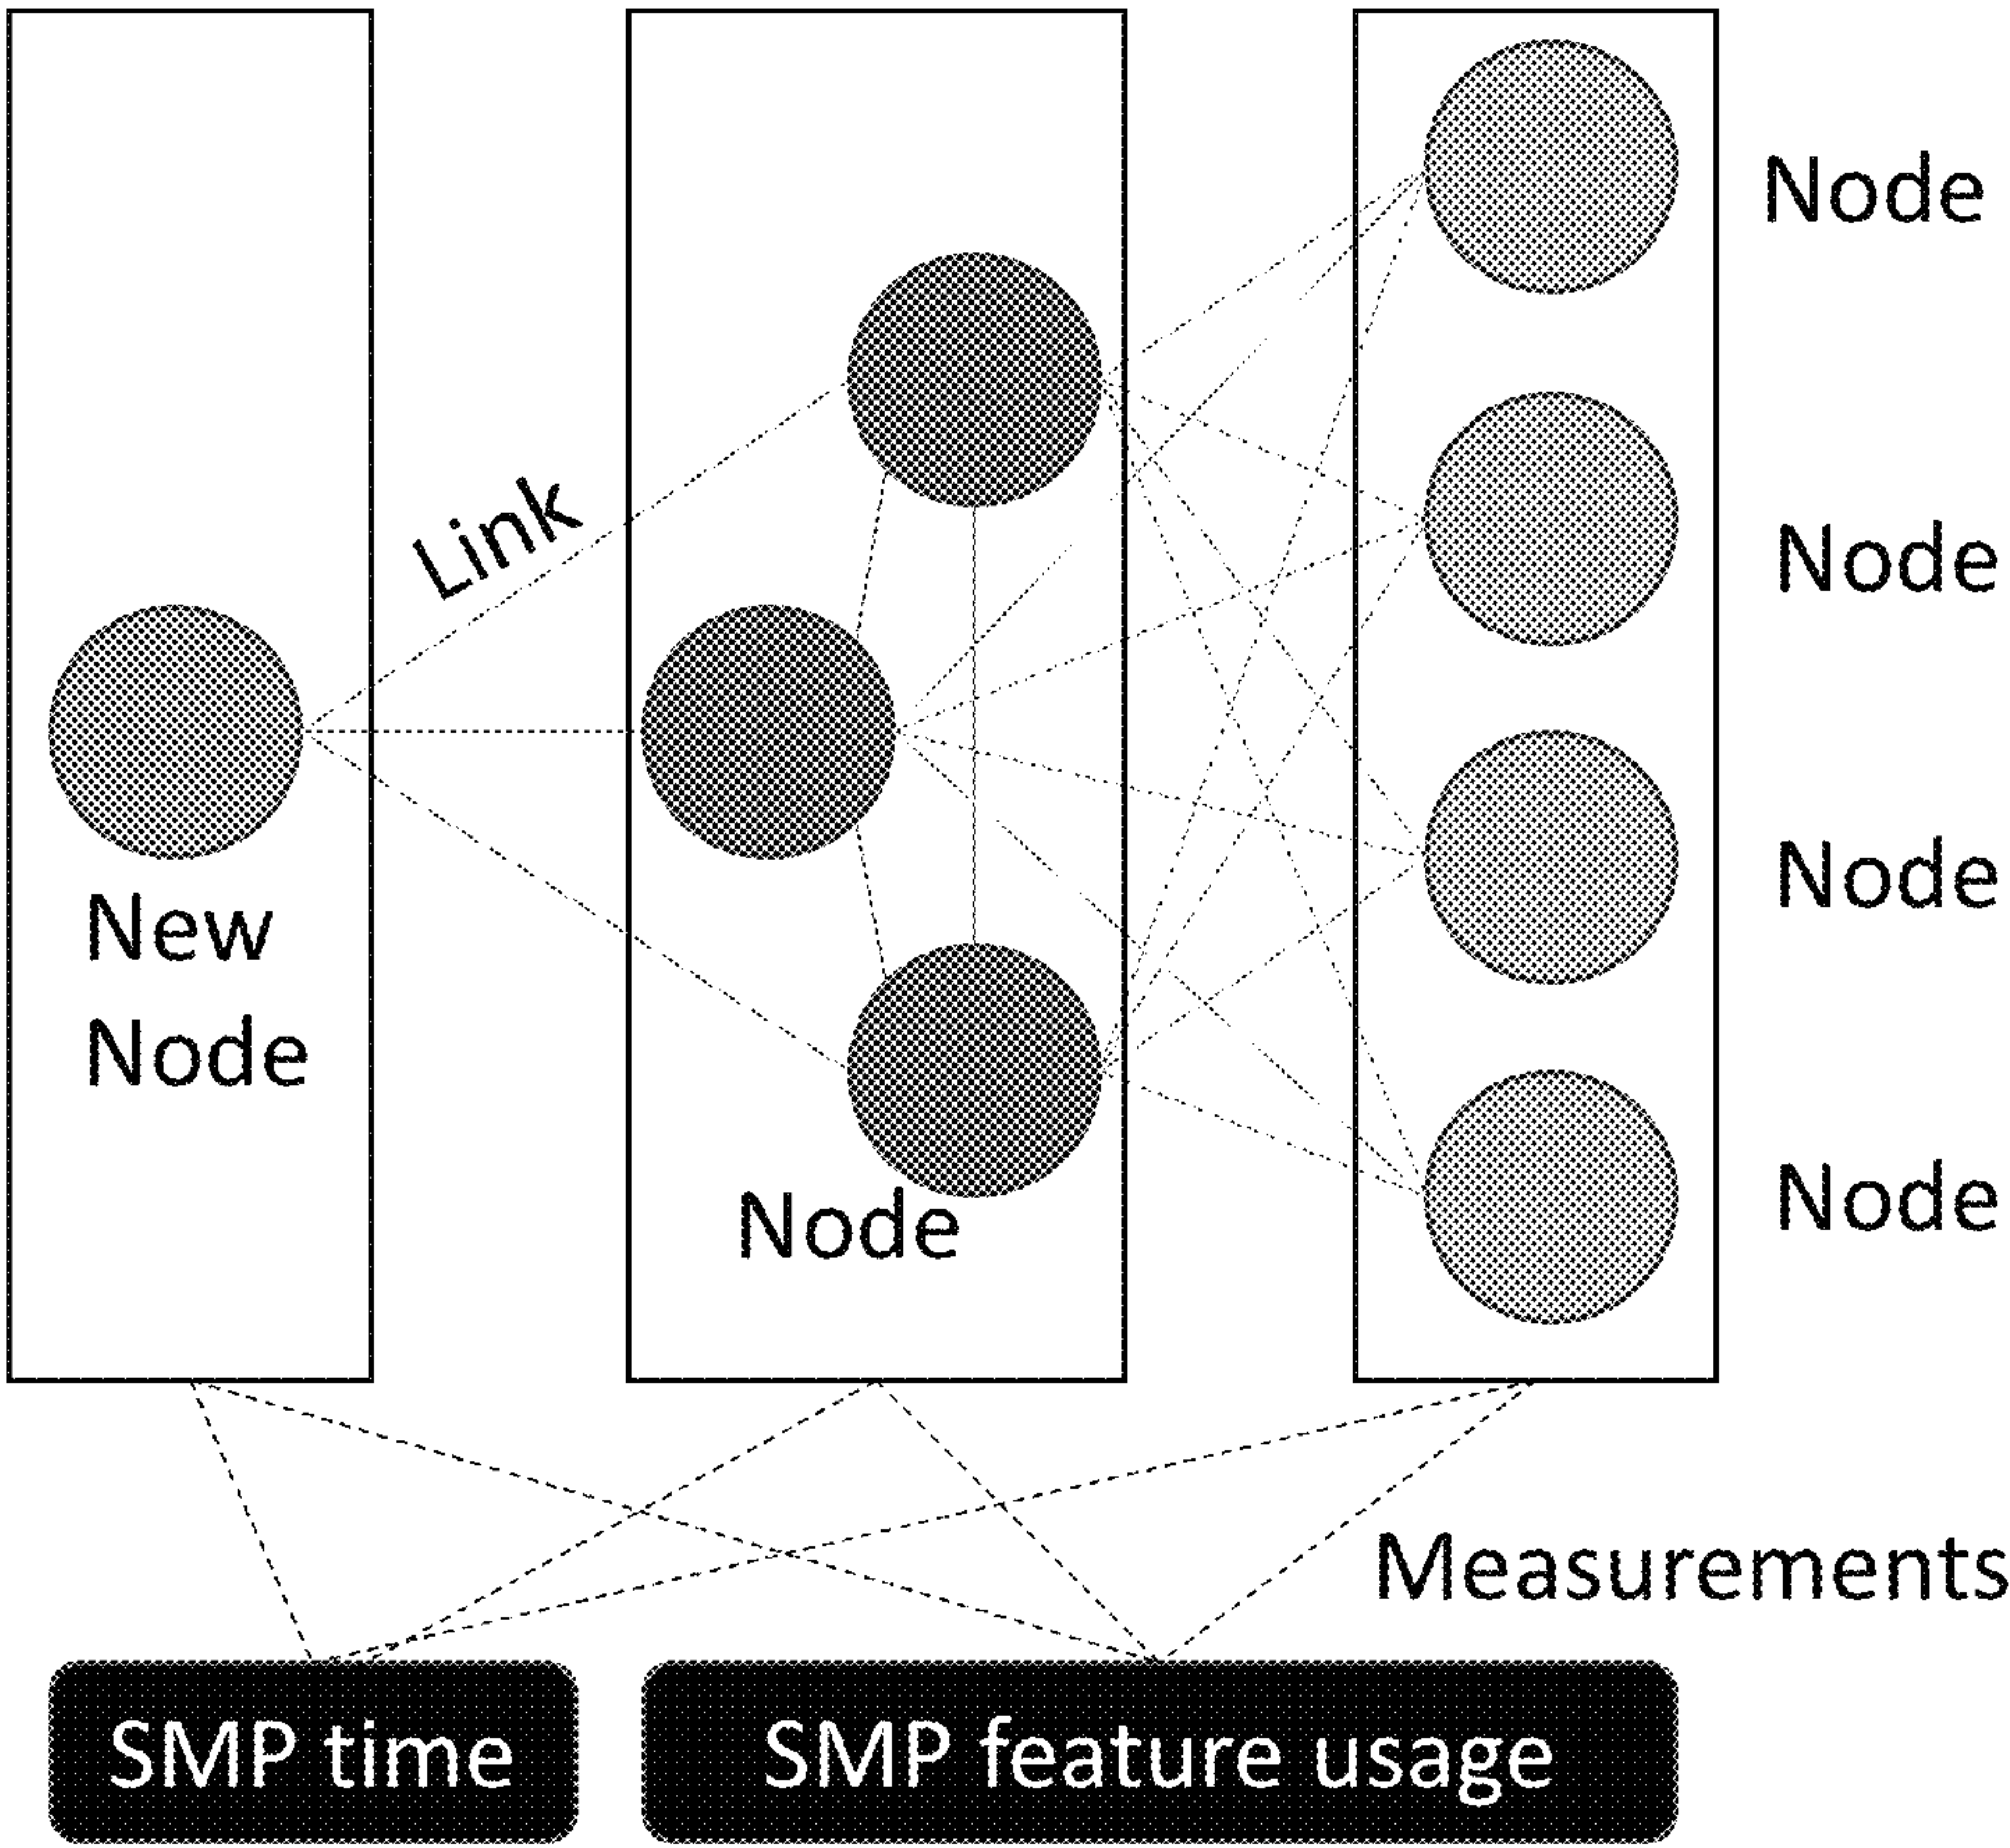 Node
Link
Node
New
Node
Node
Node
Node
Measurements
SMP time
SMP feature usage